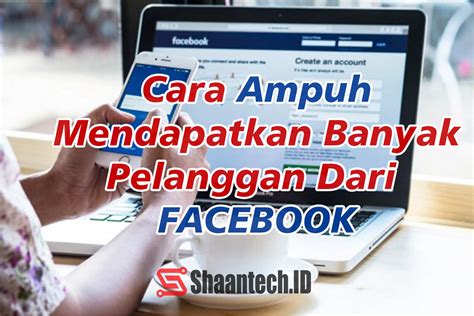 facebook
Create an account
Cara Ampuh
Mendapatkan Banyak
Pelanggan Dari
FACEBOOK
Shaantech.ID